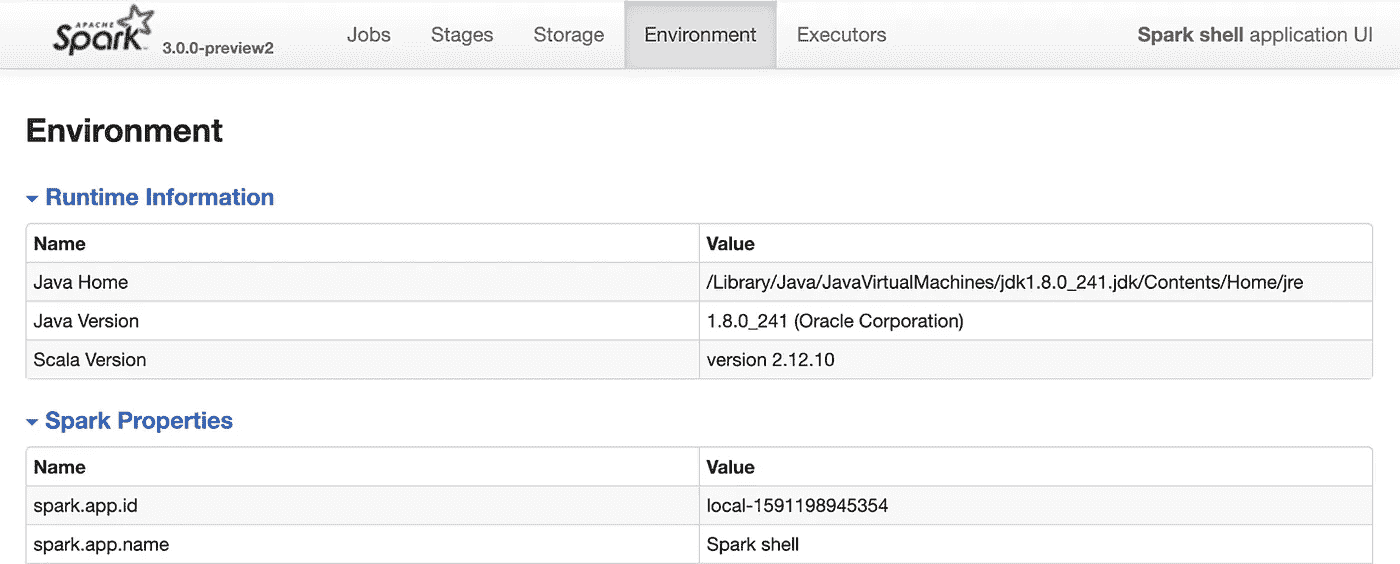 APACHE
Spark 3.0.0-preview2 Jobs Stages Storage Environment Executors Spark shell application UI
Environment
Runtime Information
Name Value
Java Home /Library/Java/JavaVirtualMachines/jdk1.8.0_241.jdk/Contents/Home/jre
Java Version 1.8.0_241 (Oracle Corporation)
Scala Version version 2.12.10
Spark Properties
Name Value
spark.app.id local-1591198945354
spark.app.name Spark shell